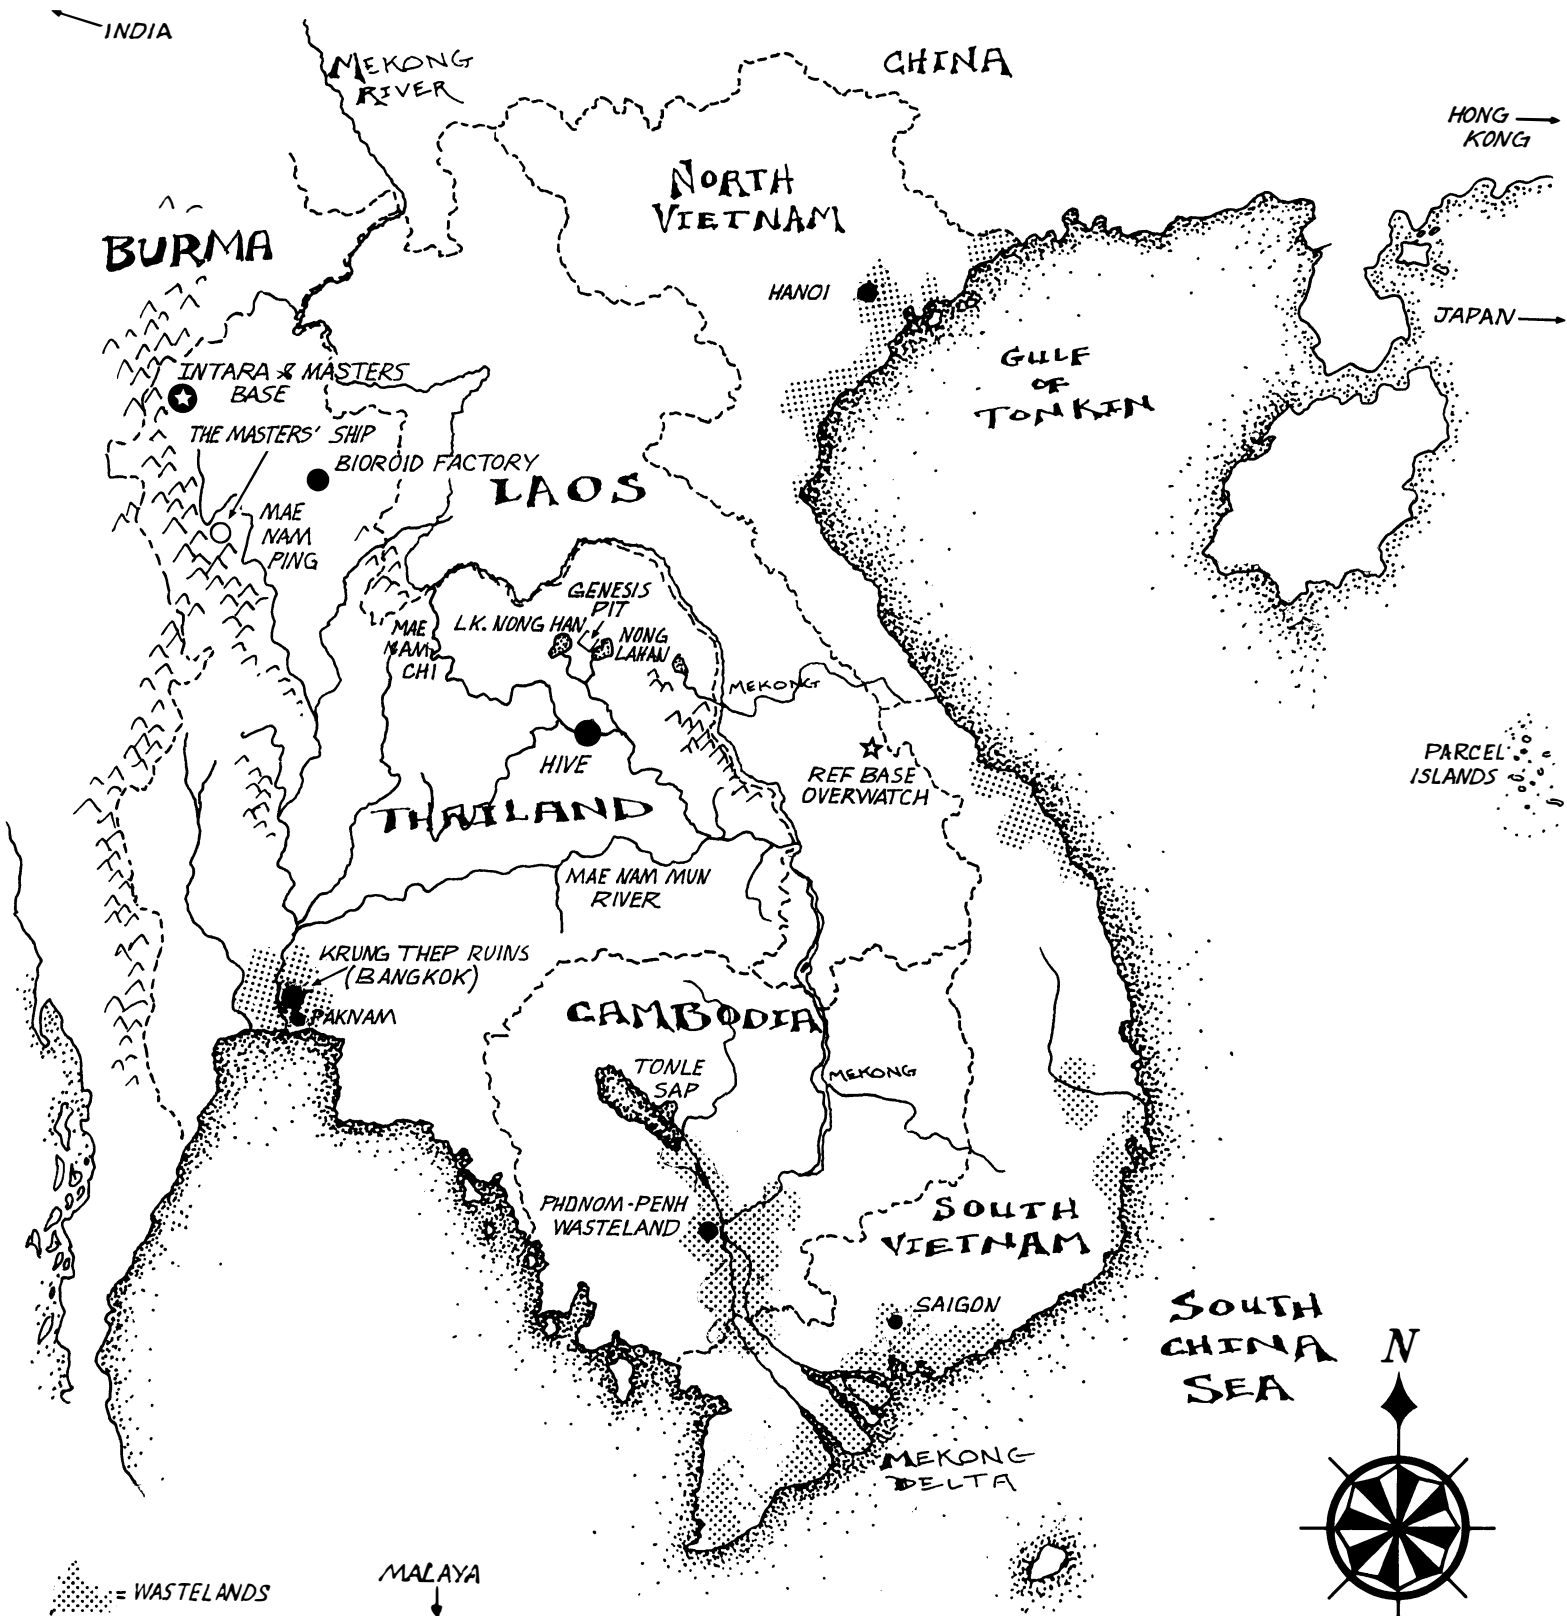 INDIA
MEKONG
RIVER
CHINA
HONG
KONG
NORTH
VIETNAM
BURMA
HANOI
JAPAN
GULF
OF
TONKIN
INTARA & MASTERS
BASE
THE MASTERS' SHIP
BIOROID FACTORY
LAOS
MAE
NAM
PING
GENESIS
PIT
LK. NONG HAN
NONG
LAHAN
MAE
NAM
CHI
MEKONG
HIVE
REF BASE
OVERWATCH
PARCEL
ISLANDS
THAILAND
MAE NAM MUN
RIVER
KRUNG THEP RUINS
(BANGKOK)
PAKNAM
CAMBODIA
TONLE
SAP
MEKONG
PHDNOM-PENH
WASTELAND
SOUTH
VIETNAM
SAIGON
SOUTH
CHINA
SEA
N
MEKONG
DELTA
MALAYA
= WASTELANDS